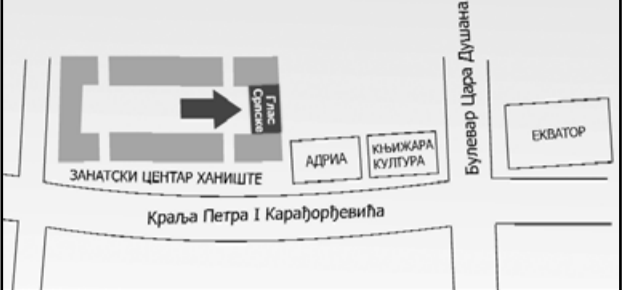 Глас
Српске
ЗАНАТСКИ ЦЕНТАР ХАНИШТЕ
АДРИА
КЊИЖАРА
КУЛТУРА
Булевар Цара Душана
ЕКВАТОР
Краља Петра I Карађорђевића